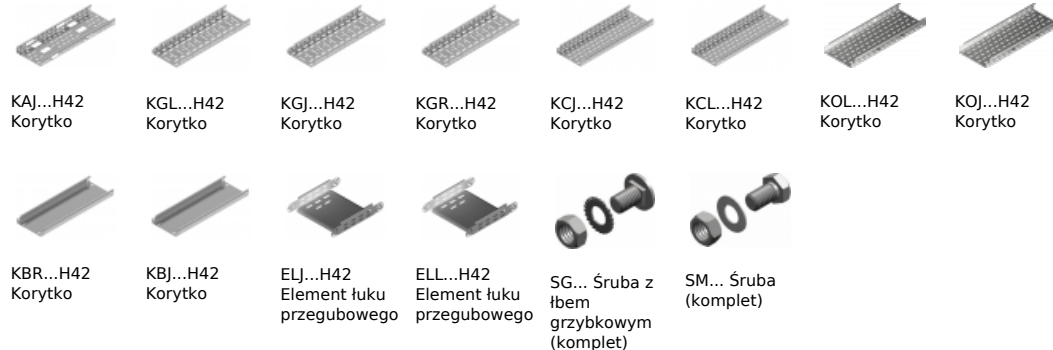 KAJ...H42
Korytko
KGL...H42
Korytko
KGJ...H42
Korytko
KGR...H42
Korytko
KCJ...H42
Korytko
KCL...H42
Korytko
KOL...H42
Korytko
KOJ...H42
Korytko
KBR...H42
Korytko
KBJ...H42
Korytko
ELJ...H42
Element łuku
przegubowego
ELL...H42
Element łuku
przegubowego
SG... Śruba z
łbem
grzybkowym
(komplet)
SM... Śruba
(komplet)